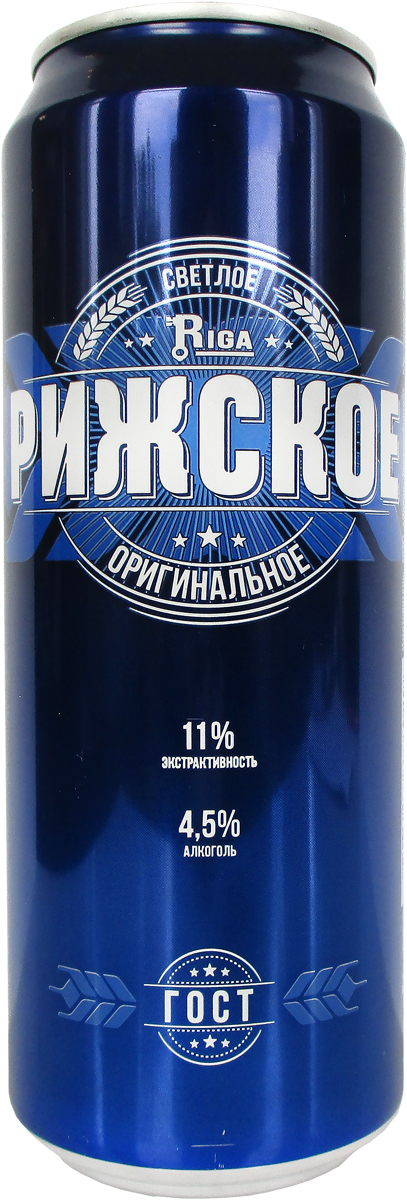 СВЕТЛОЕ
RIGA
РИЖСКОЕ
ОРИГИНАЛЬНОЕ
11%
ЭКСТРАКТИВНОСТЬ
4,5%
АЛКОГОЛЬ
ГОСТ